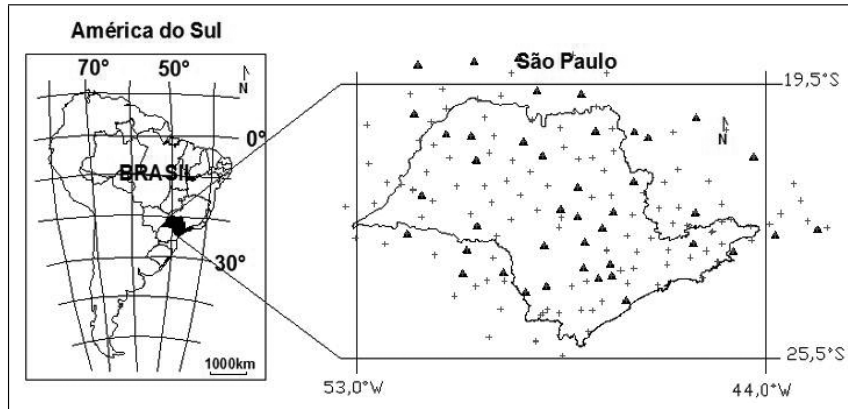 América do Sul
70° 50°
N
0°
BRASIL
30°
1000km
São Paulo
19,5°S
N
25,5°S
53,0°W
44,0°W